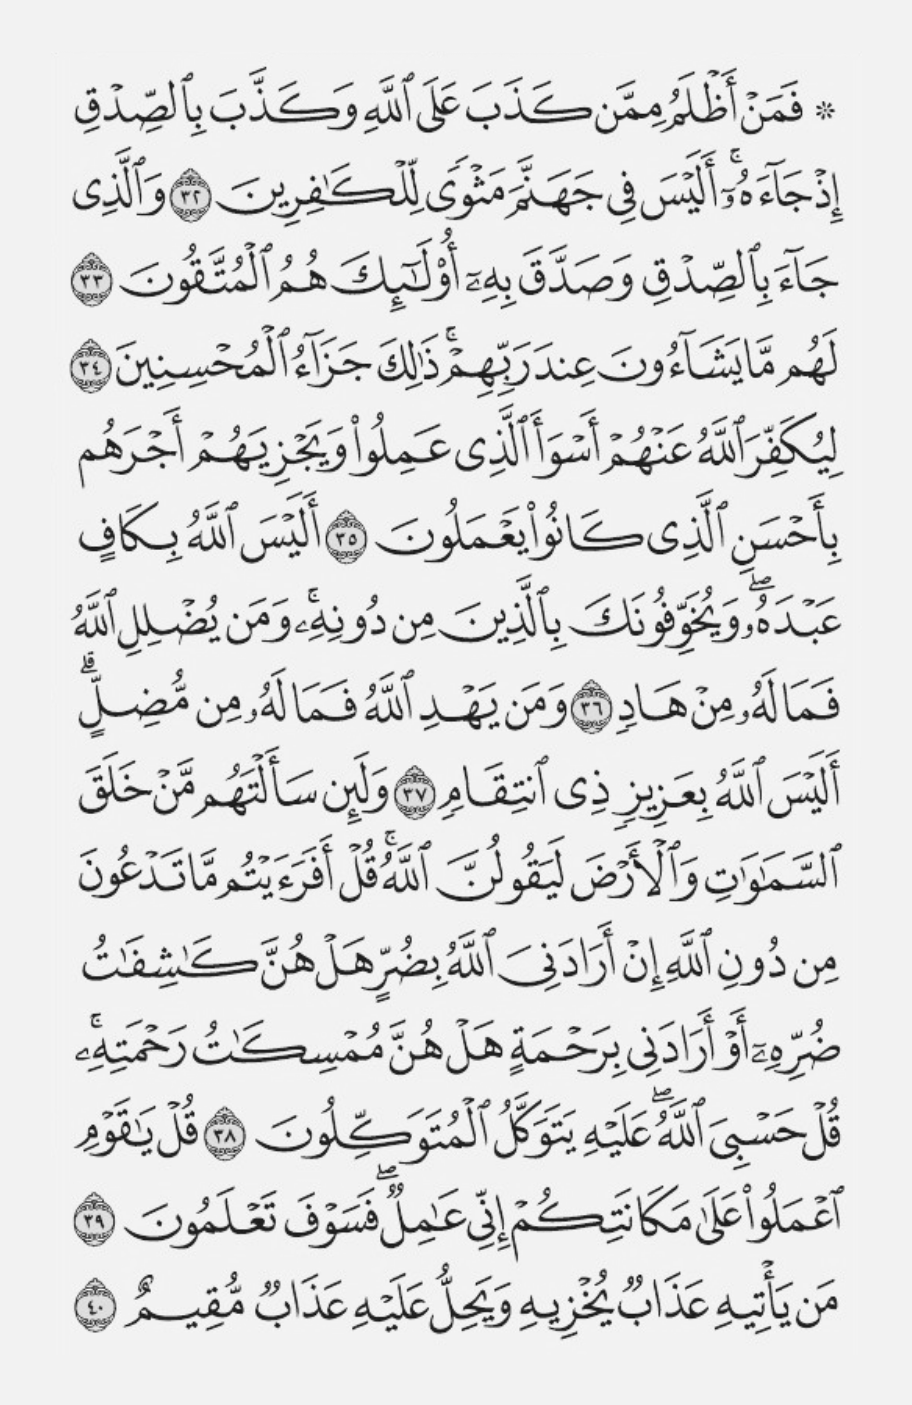 ۞ فَمَنۡ أَظۡلَمُ مِمَّن كَذَبَ عَلَى ٱللَّهِ وَكَذَّبَ بِٱلصِّدۡقِ
إِذۡ جَآءَهُۥٓۚ أَلَيۡسَ فِي جَهَنَّمَ مَثۡوٗى لِّلۡكَٰفِرِينَ ٣٢ وَٱلَّذِي
جَآءَ بِٱلصِّدۡقِ وَصَدَّقَ بِهِۦٓ أُوْلَٰٓئِكَ هُمُ ٱلۡمُتَّقُونَ ٣٣
لَهُم مَّا يَشَآءُونَ عِندَ رَبِّهِمۡۚ ذَٰلِكَ جَزَآءُ ٱلۡمُحۡسِنِينَ ٣٤
لِيُكَفِّرَ ٱللَّهُ عَنۡهُمۡ أَسۡوَأَ ٱلَّذِي عَمِلُواْ وَيَجۡزِيَهُمۡ أَجۡرَهُم
بِأَحۡسَنِ ٱلَّذِي كَانُواْ يَعۡمَلُونَ ٣٥ أَلَيۡسَ ٱللَّهُ بِكَافٍ
عَبۡدَهُۥۖ وَيُخَوِّفُونَكَ بِٱلَّذِينَ مِن دُونِهِۦۚ وَمَن يُضۡلِلِ ٱللَّهُ
فَمَا لَهُۥ مِنۡ هَادٖ ٣٦ وَمَن يَهۡدِ ٱللَّهُ فَمَا لَهُۥ مِن مُّضِلٍّۗ
أَلَيۡسَ ٱللَّهُ بِعَزِيزٖ ذِي ٱنتِقَامٖ ٣٧ وَلَئِن سَأَلۡتَهُم مَّنۡ خَلَقَ
ٱلسَّمَٰوَٰتِ وَٱلۡأَرۡضَ لَيَقُولُنَّ ٱللَّهُۚ قُلۡ أَفَرَءَيۡتُم مَّا تَدۡعُونَ
مِن دُونِ ٱللَّهِ إِنۡ أَرَادَنِيَ ٱللَّهُ بِضُرٍّ هَلۡ هُنَّ كَٰشِفَٰتُ
ضُرِّهِۦٓ أَوۡ أَرَادَنِي بِرَحۡمَةٍ هَلۡ هُنَّ مُمۡسِكَٰتُ رَحۡمَتِهِۦۚ
قُلۡ حَسۡبِيَ ٱللَّهُۖ عَلَيۡهِ يَتَوَكَّلُ ٱلۡمُتَوَكِّلُونَ ٣٨ قُلۡ يَٰقَوۡمِ
ٱعۡمَلُواْ عَلَىٰ مَكَانَتِكُمۡ إِنِّي عَٰمِلٞۖ فَسَوۡفَ تَعۡلَمُونَ ٣٩
مَن يَأۡتِيهِ عَذَابٞ يُخۡزِيهِ وَيَحِلُّ عَلَيۡهِ عَذَابٞ مُّقِيمٌ ٤٠